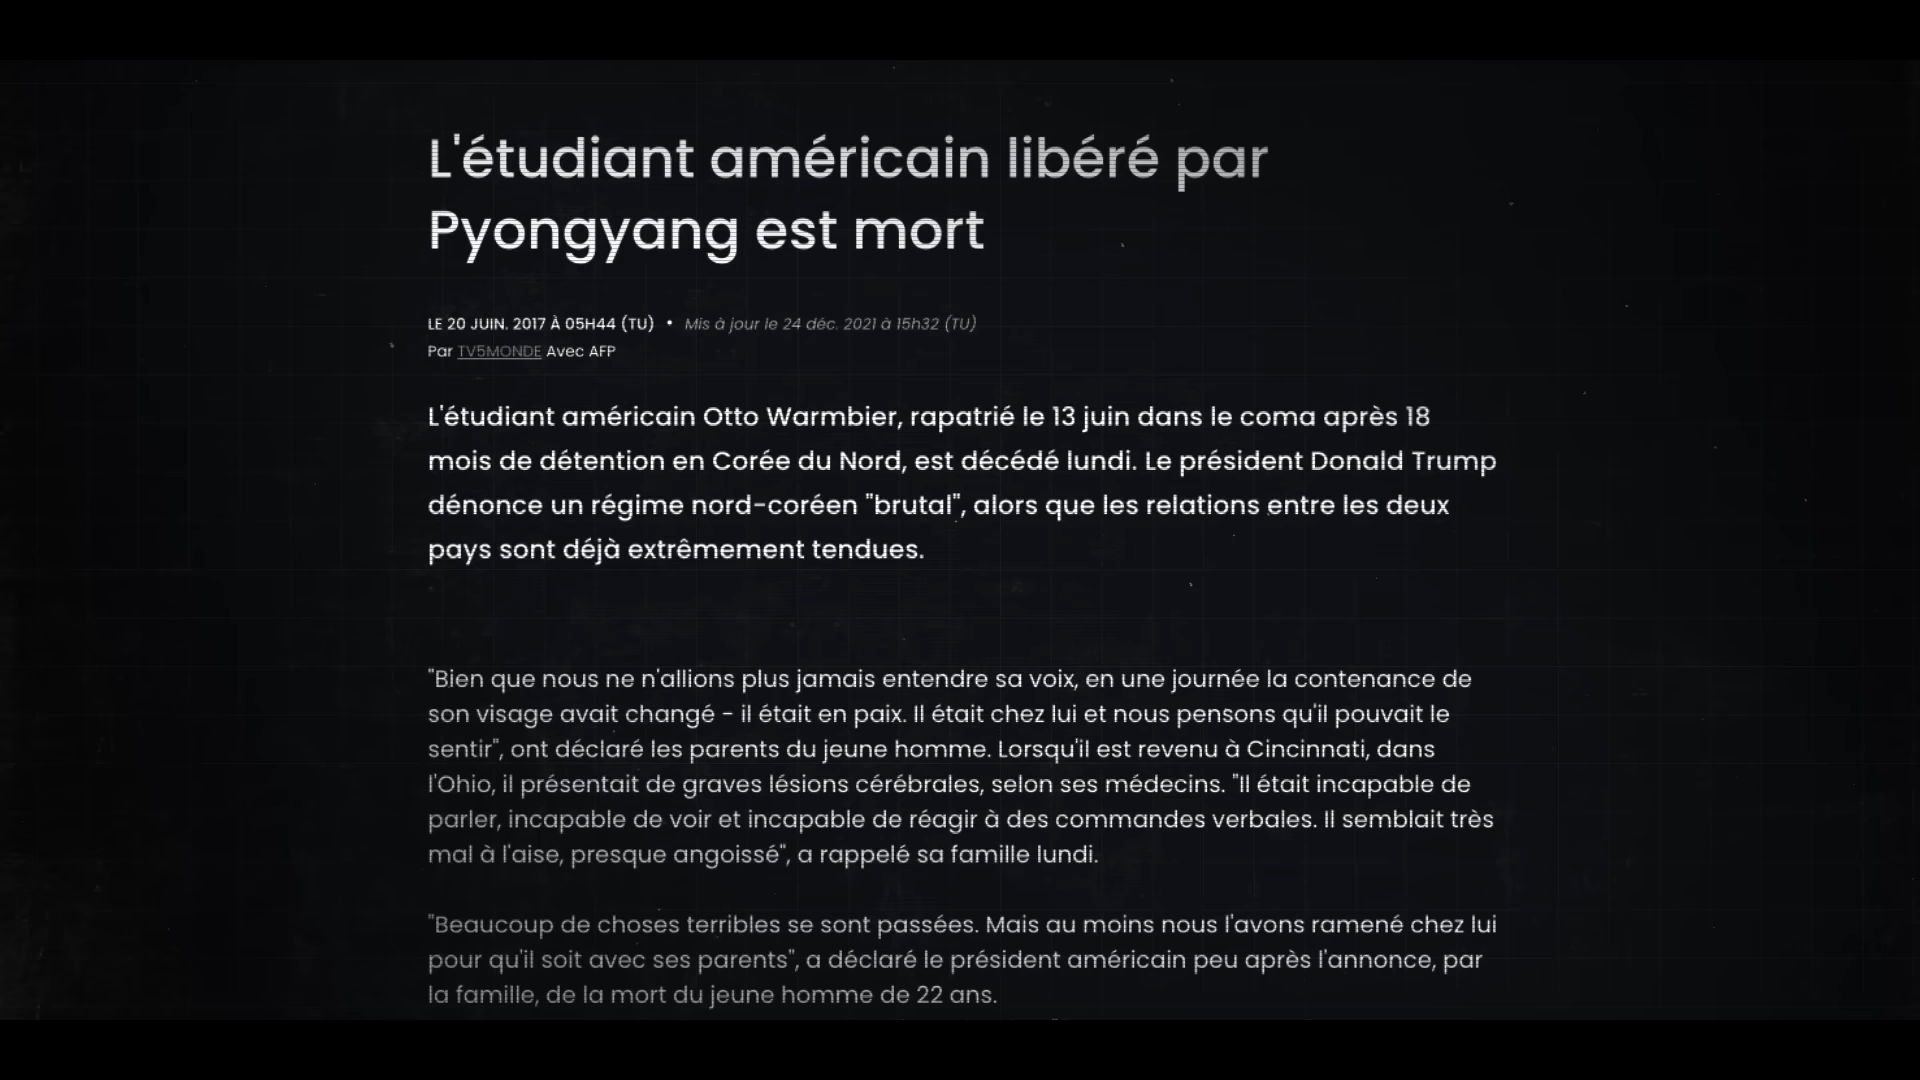 L'étudiant américain libéré par
Pyongyang est mort
LE 20 JUIN. 2017 À 05H44 (TU) • Mis à jour le 24 déc. 2021 à 15h32 (TU)
Par TV5MONDE Avec AFP
L'étudiant américain Otto Warmbier, rapatrié le 13 juin dans le coma après 18
mois de détention en Corée du Nord, est décédé lundi. Le président Donald Trump
dénonce un régime nord-coréen "brutal", alors que les relations entre les deux
pays sont déjà extrêmement tendues.
"Bien que nous ne n'allions plus jamais entendre sa voix, en une journée la contenance de
son visage avait changé - il était en paix. Il était chez lui et nous pensons qu'il pouvait le
sentir", ont déclaré les parents du jeune homme. Lorsqu'il est revenu à Cincinnati, dans
l'Ohio, il présentait de graves lésions cérébrales, selon ses médecins. "Il était incapable de
parler, incapable de voir et incapable de réagir à des commandes verbales. Il semblait très
mal à l'aise, presque angoissé", a rappelé sa famille lundi.
"Beaucoup de choses terribles se sont passées. Mais au moins nous l'avons ramené chez lui
pour qu'il soit avec ses parents", a déclaré le président américain peu après l'annonce, par
la famille, de la mort du jeune homme de 22 ans.